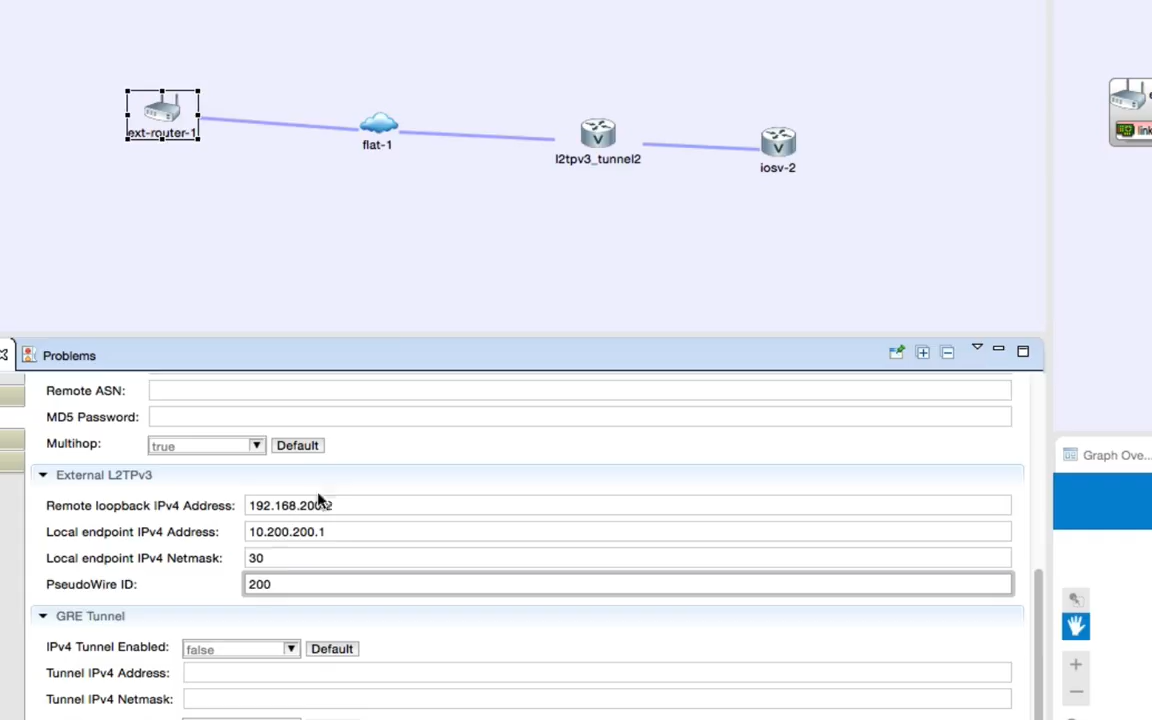 ext-router-1
flat-1
l2tpv3_tunnel2
iosv-2
Problems
Remote ASN:
MD5 Password:
Multihop: true Default
External L2TPv3
Remote loopback IPv4 Address:
Local endpoint IPv4 Address: 10.200.200.1
Local endpoint IPv4 Netmask: 30
PseudoWire ID: 200
GRE Tunnel
IPv4 Tunnel Enabled: false Default
Tunnel IPv4 Address:
Tunnel IPv4 Netmask:
Graph Ove...